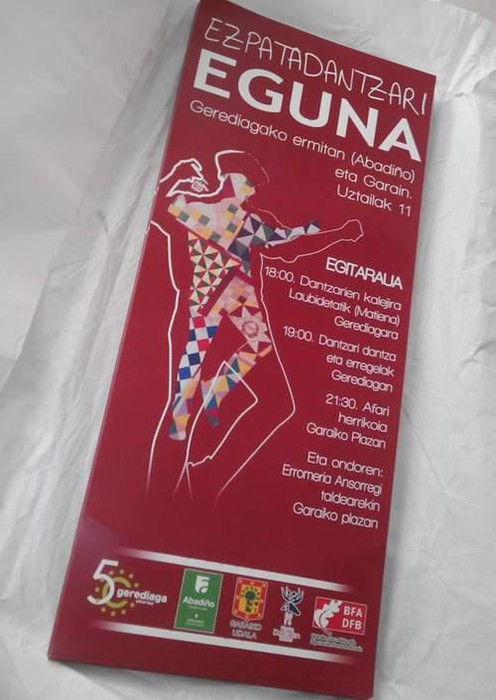 EZPATADANTZARI
EGUNA
Gerediagako ermitan (Abadiño)
eta Garain.
Uztailak 11
EGITARAUA
18:00. Dantzarien kalejira
Laubidetatik (Matiena)
Gerediagara
19:00. Dantzari dantza
eta erregelak
Gerediagan
21:30. Afari
herrikoia
Garaiko Plazan
Eta ondoren:
Erromeria Ansorregi
taldearekin
Garaiko plazan
50 gerediaga
elkartea
Abadiño
GARAIKO
UDALA
BFA
DFB